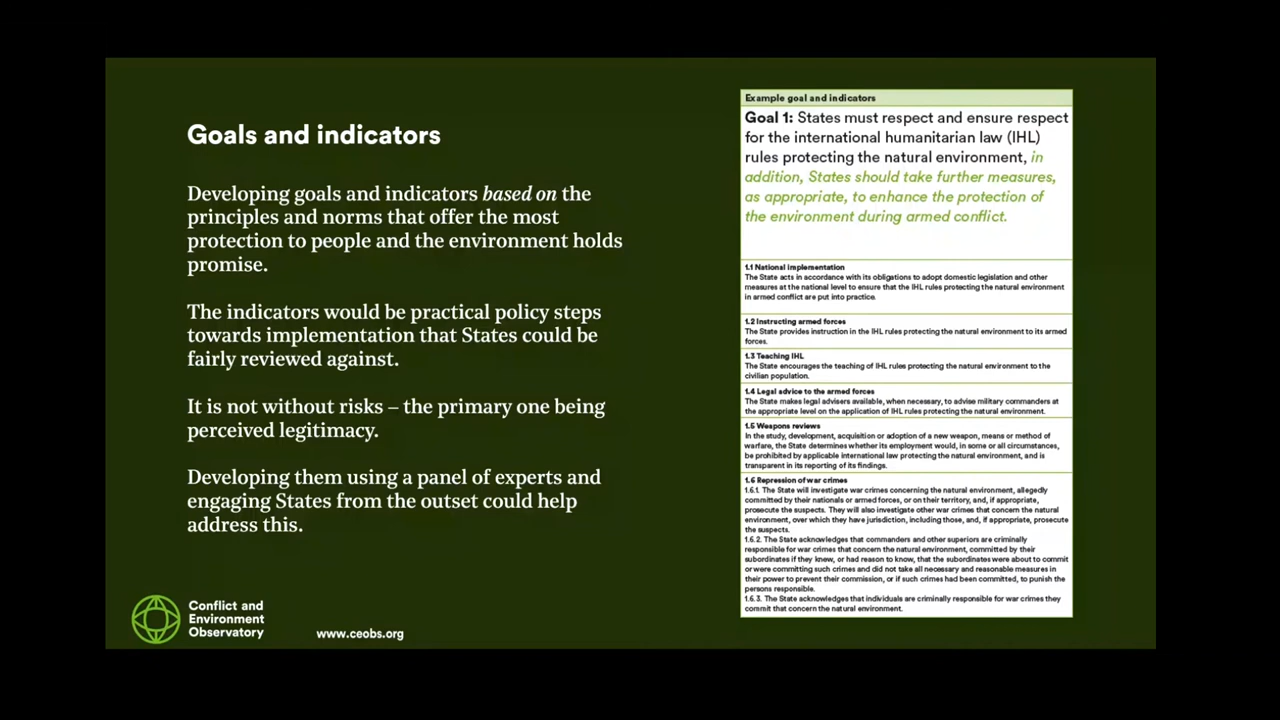 Goals and indicators
Developing goals and indicators based on the
principles and norms that offer the most
protection to people and the environment holds
promise.
The indicators would be practical policy steps
towards implementation that States could be
fairly reviewed against.
It is not without risks – the primary one being
perceived legitimacy.
Developing them using a panel of experts and
engaging States from the outset could help
address this.
Conflict and
Environment
Observatory
www.ceobs.org
Example goal and indicators
Goal 1: States must respect and ensure respect
for the international humanitarian law (IHL)
rules protecting the natural environment, in
addition, States should take further measures,
as appropriate, to enhance the protection of
the environment during armed conflict.
1.1 National implementation
The State acts in accordance with its obligations to adopt domestic legislation and other
measures at the national level to ensure that the IHL rules protecting the natural environment
in armed conflict are put into practice.
1.2 Instructing armed forces
The State provides instruction in the IHL rules protecting the natural environment to its armed
forces.
1.3 Teaching IHL
The State encourages the teaching of IHL rules protecting the natural environment to the
civilian population.
1.4 Legal advice to the armed forces
The State makes legal advisers available, when necessary, to advise military commanders at
the appropriate level on the application of IHL rules protecting the natural environment.
1.5 Weapons reviews
In the study, development, acquisition or adoption of a new weapon, means or method of
warfare, the State determines whether its employment would, in some or all circumstances,
be prohibited by applicable international law protecting the natural environment, and is
transparent in its reporting of its findings.
1.6 Repression of war crimes
1.6.1. The State will investigate war crimes concerning the natural environment, allegedly
committed by their nationals or armed forces, or on their territory, and, if appropriate,
prosecute the suspects. They will also investigate other war crimes that concern the natural
environment, over which they have jurisdiction, including those, and, if appropriate, prosecute
the suspects.
1.6.2. The State acknowledges that commanders and other superiors are criminally
responsible for war crimes that concern the natural environment, committed by their
subordinates if they knew, or had reason to know, that the subordinates were about to commit
or were committing such crimes and did not take all necessary and reasonable measures in
their power to prevent their commission, or if such crimes had been committed, to punish the
persons responsible.
1.6.3. The State acknowledges that individuals are criminally responsible for war crimes they
commit that concern the natural environment.